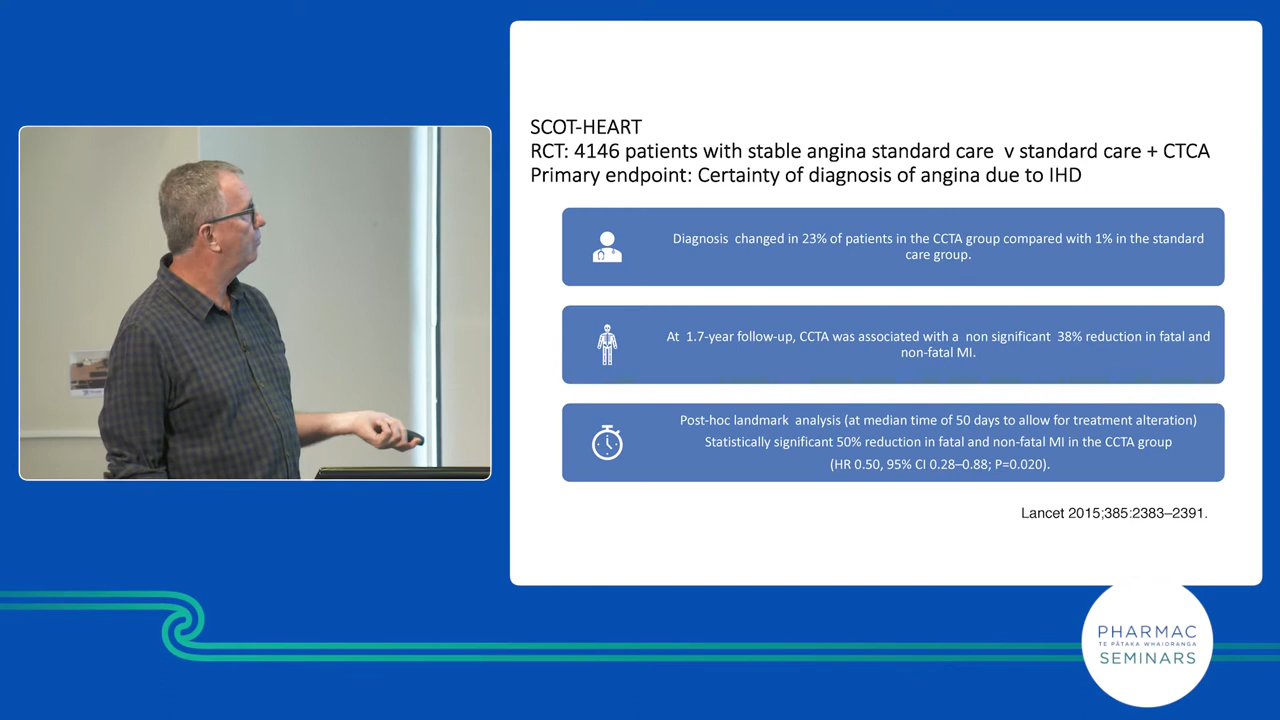 SCOT-HEART
RCT: 4146 patients with stable angina standard care v standard care + CTCA
Primary endpoint: Certainty of diagnosis of angina due to IHD
Diagnosis changed in 23% of patients in the CCTA group compared with 1% in the standard
care group.
At 1.7-year follow-up, CCTA was associated with a non significant 38% reduction in fatal and
non-fatal MI.
Post-hoc landmark analysis (at median time of 50 days to allow for treatment alteration)
Statistically significant 50% reduction in fatal and non-fatal MI in the CCTA group
(HR 0.50, 95% CI 0.28–0.88; P=0.020).
Lancet 2015;385:2383–2391.
PHARMAC
TE PĀTAKA WHAIORANGA
SEMINARS